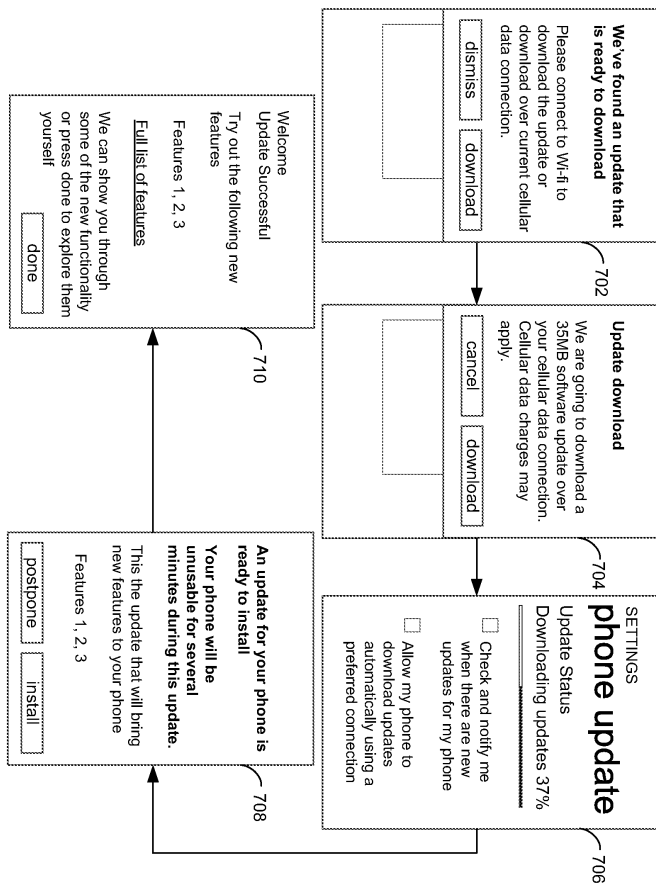 We've found an update that
is ready to download
Please connect to Wi-fi to
download the update or
download over current cellular
data connection.
dismiss
download
702
Update download
We are going to download a
35MB software update over
your cellular data connection.
Cellular data charges may
apply.
cancel
download
704
SETTINGS
phone update
Update Status
Downloading updates 37%
Check and notify me
when there are new
updates for my phone
Allow my phone to
download updates
automatically using a
preferred connection
706
An update for your phone is
ready to install
Your phone will be
unusable for several
minutes during this update.
This the update that will bring
new features to your phone
Features 1, 2, 3
postpone
install
708
Welcome
Update Successful
Try out the following new
features
Features 1, 2, 3
Full list of features
We can show you through
some of the new functionality
or press done to explore them
yourself
done
710